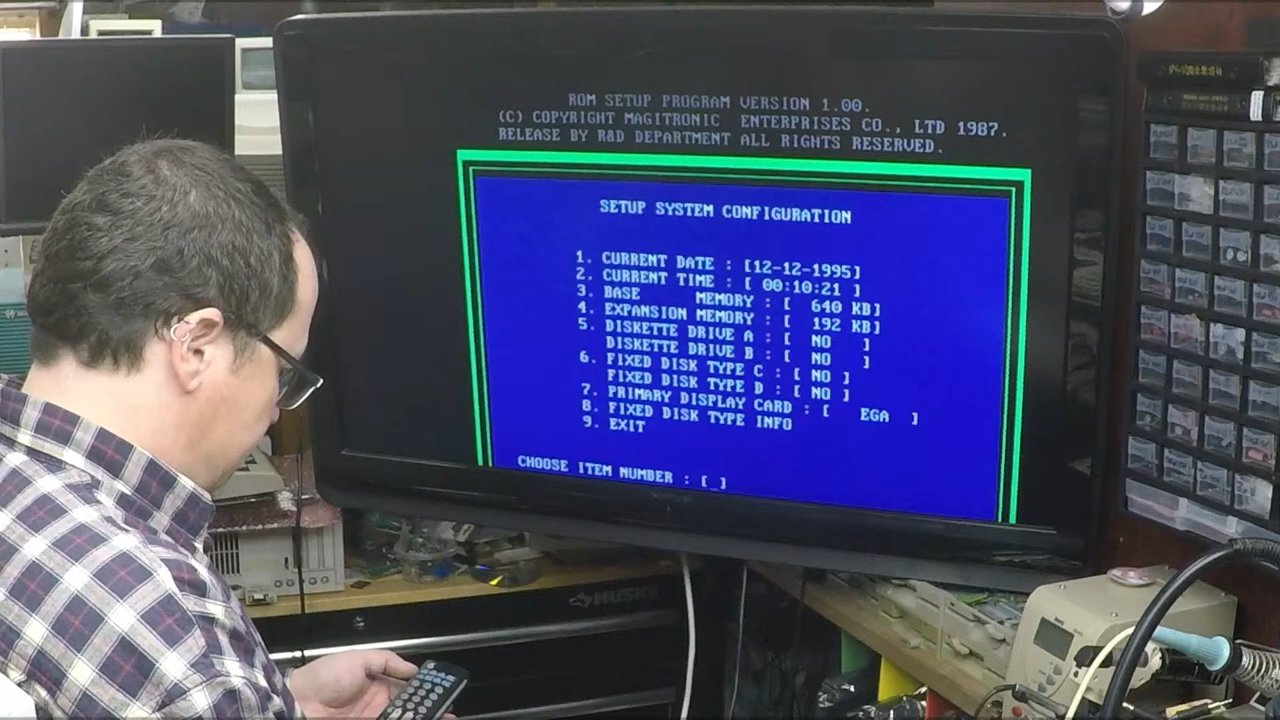 ROM SETUP PROGRAM VERSION 1.00.
(C) COPYRIGHT MAGITRONIC ENTERPRISES CO., LTD 1987.
RELEASE BY R&D DEPARTMENT ALL RIGHTS RESERVED.
SETUP SYSTEM CONFIGURATION
1. CURRENT DATE : [12-12-1995]
2. CURRENT TIME : [ 00:10:21 ]
3. BASE MEMORY : [ 640 KB]
4. EXPANSION MEMORY : [ 192 KB]
5. DISKETTE DRIVE A : [ NO ]
DISKETTE DRIVE B : [ NO ]
6. FIXED DISK TYPE C : [ NO ]
FIXED DISK TYPE D : [ NO ]
7. PRIMARY DISPLAY CARD : [ EGA ]
8. FIXED DISK TYPE INFO
9. EXIT
CHOOSE ITEM NUMBER : [_]
HUSKY